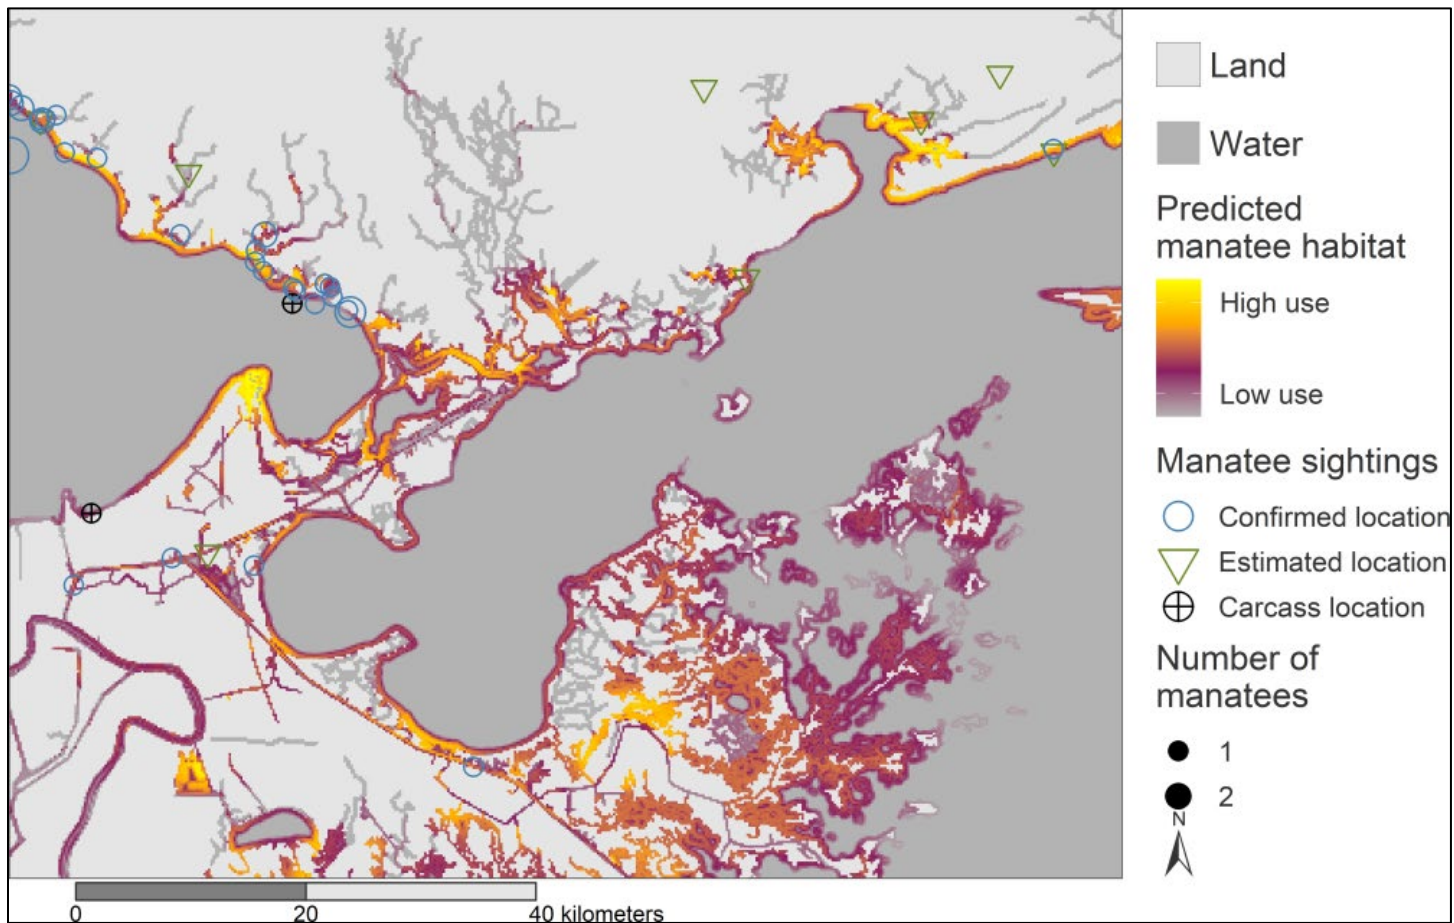 Land
Water
Predicted
manatee habitat
High use
Low use
Manatee sightings
Confirmed location
Estimated location
Carcass location
Number of
manatees
1
2
N
0 20 40 kilometers